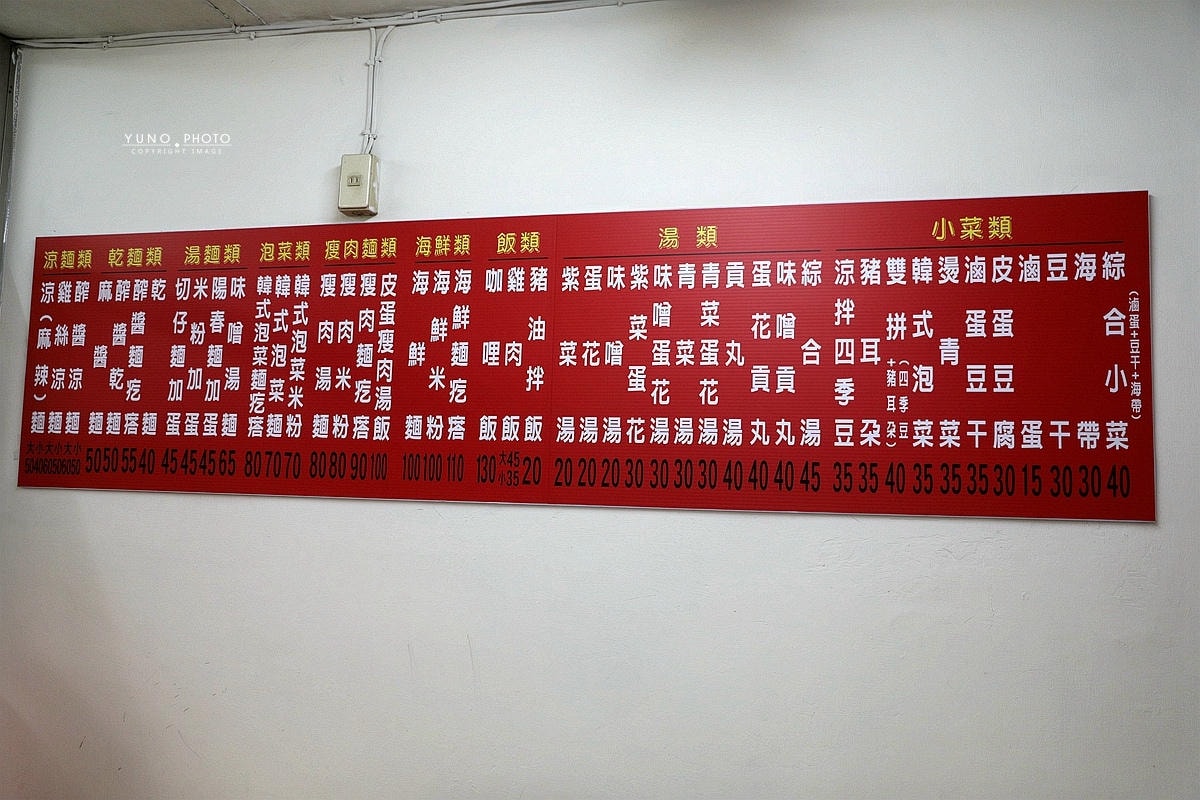 YUNO.PHOTO
COPYRIGHT IMAGE
涼麵類
涼(麻辣)麵 大50 小40
雞絲涼麵 大60 小50
醡醬涼麵 大60 小50
乾麵類
麻醬麵 50
醡醬乾麵 50
醡醬麵疙瘩 55
乾麵 40
湯麵類
切仔麵加蛋 45
米粉加蛋 45
陽春麵加蛋 45
味噌湯麵 65
泡菜類
韓式泡菜麵疙瘩 80
韓式泡菜麵 70
韓式泡菜米粉 70
瘦肉麵類
瘦肉湯麵 80
瘦肉米粉 80
瘦肉麵疙瘩 90
皮蛋瘦肉湯飯 100
海鮮類
海鮮麵 100
海鮮米粉 100
海鮮麵疙瘩 110
飯類
咖哩飯 130
雞肉飯 大45 小35
豬油拌飯 20
湯類
紫菜湯 20
蛋花湯 20
味噌湯 20
紫菜蛋花 30
味噌蛋花湯 30
青菜湯 30
青菜蛋花湯 30
貢丸湯 40
蛋花貢丸 40
味噌貢丸 40
綜合湯 45
小菜類
涼拌四季豆 35
豬耳朵 35
雙拼(四季豆+豬耳朵) 40
韓式泡菜 35
燙青菜 35
滷蛋豆干 35
皮蛋豆腐 30
滷蛋 15
豆干 30
海帶 30
綜合小菜 40
(滷蛋+豆干+海帶)